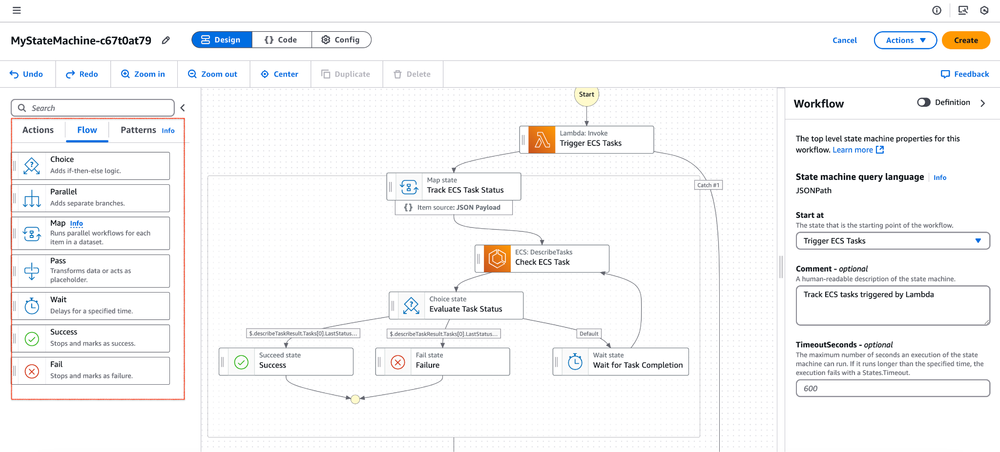 MyStateMachine-c67t0at79
Design
{} Code
Config
Cancel
Actions
Create
Undo
Redo
Zoom in
Zoom out
Center
Duplicate
Delete
Feedback
Search
Actions
Flow
Patterns Info
Choice
Adds if-then-else logic.
Parallel
Adds separate branches.
Map Info
Runs parallel workflows for each
item in a dataset.
Pass
Transforms data or acts as
placeholder.
Wait
Delays for a specified time.
Success
Stops and marks as success.
Fail
Stops and marks as failure.
Start
Lambda: Invoke
Trigger ECS Tasks
Catch #1
Map state
Track ECS Task Status
{} Item source: JSON Payload
ECS: DescribeTasks
Check ECS Task
Choice state
Evaluate Task Status
$.describeTaskResult.Tasks[0].LastStatus...
$.describeTaskResult.Tasks[0].LastStatus...
Default
Succeed state
Success
Fail state
Failure
Wait state
Wait for Task Completion
Workflow
Definition
The top level state machine properties for this
workflow. Learn more
State machine query language Info
JSONPath
Start at
The state that is the starting point of the workflow.
Trigger ECS Tasks
Comment - optional
A human-readable description of the state machine.
Track ECS tasks triggered by Lambda
TimeoutSeconds - optional
The maximum number of seconds an execution of the state
machine can run. If it runs longer than the specified time, the
execution fails with a States.Timeout.
600